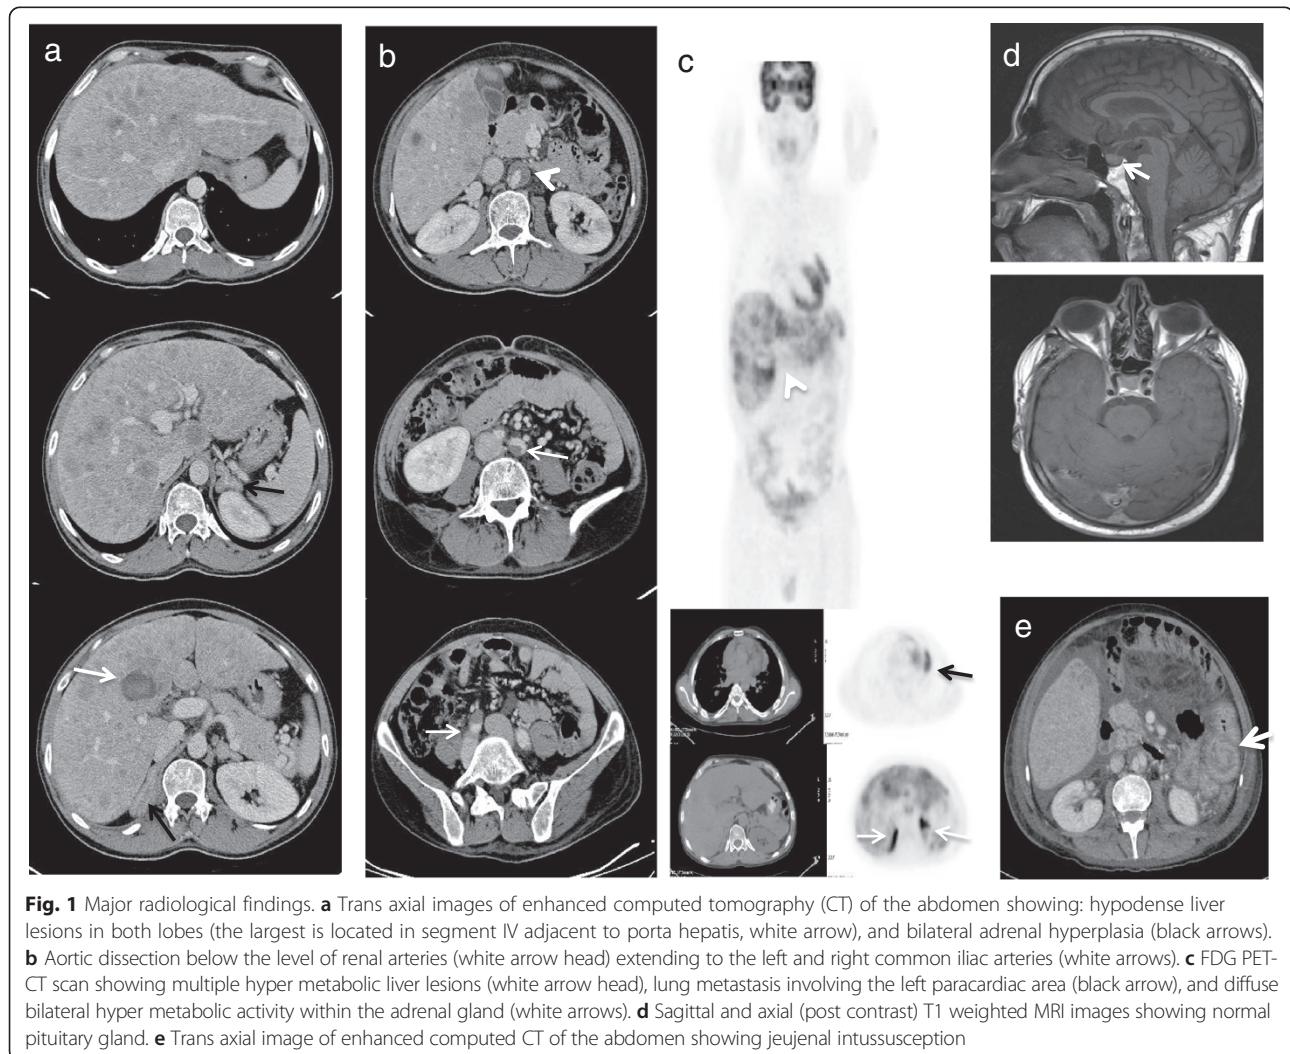 a
b
c
d
e
Fig. 1 Major radiological findings. a Trans axial images of enhanced computed tomography (CT) of the abdomen showing: hypodense liver
lesions in both lobes (the largest is located in segment IV adjacent to porta hepatis, white arrow), and bilateral adrenal hyperplasia (black arrows).
b Aortic dissection below the level of renal arteries (white arrow head) extending to the left and right common iliac arteries (white arrows). c FDG PET-
CT scan showing multiple hyper metabolic liver lesions (white arrow head), lung metastasis involving the left paracardiac area (black arrow), and diffuse
bilateral hyper metabolic activity within the adrenal gland (white arrows). d Sagittal and axial (post contrast) T1 weighted MRI images showing normal
pituitary gland. e Trans axial image of enhanced computed CT of the abdomen showing jeujenal intussusception